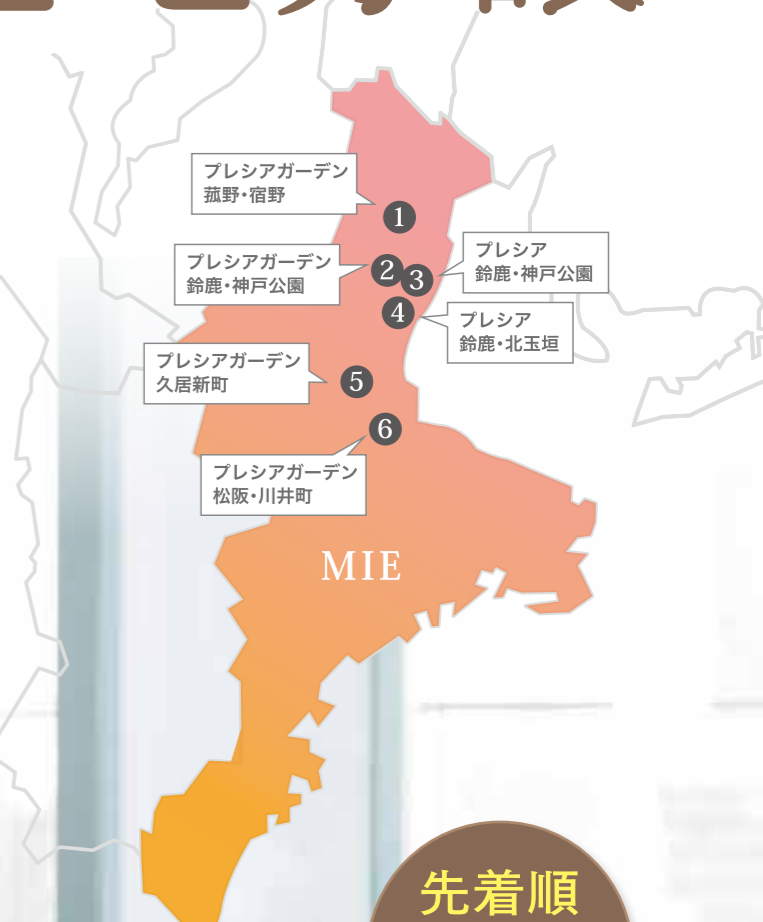 プレシアガーデン
菰野・宿野
1
プレシアガーデン
鈴鹿・神戸公園
2
3
プレシア
鈴鹿・神戸公園
4
プレシア
鈴鹿・北玉垣
プレシアガーデン
久居新町
5
6
プレシアガーデン
松阪・川井町
MIE
先着順